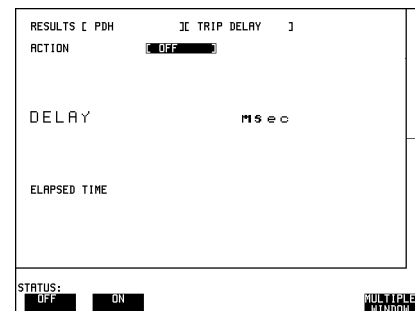 RESULTS [ PDH ][ TRIP DELAY ]
ACTION [ OFF ]
DELAY msec
ELAPSED TIME
STATUS:
OFF ON MULTIPLE
WINDOW